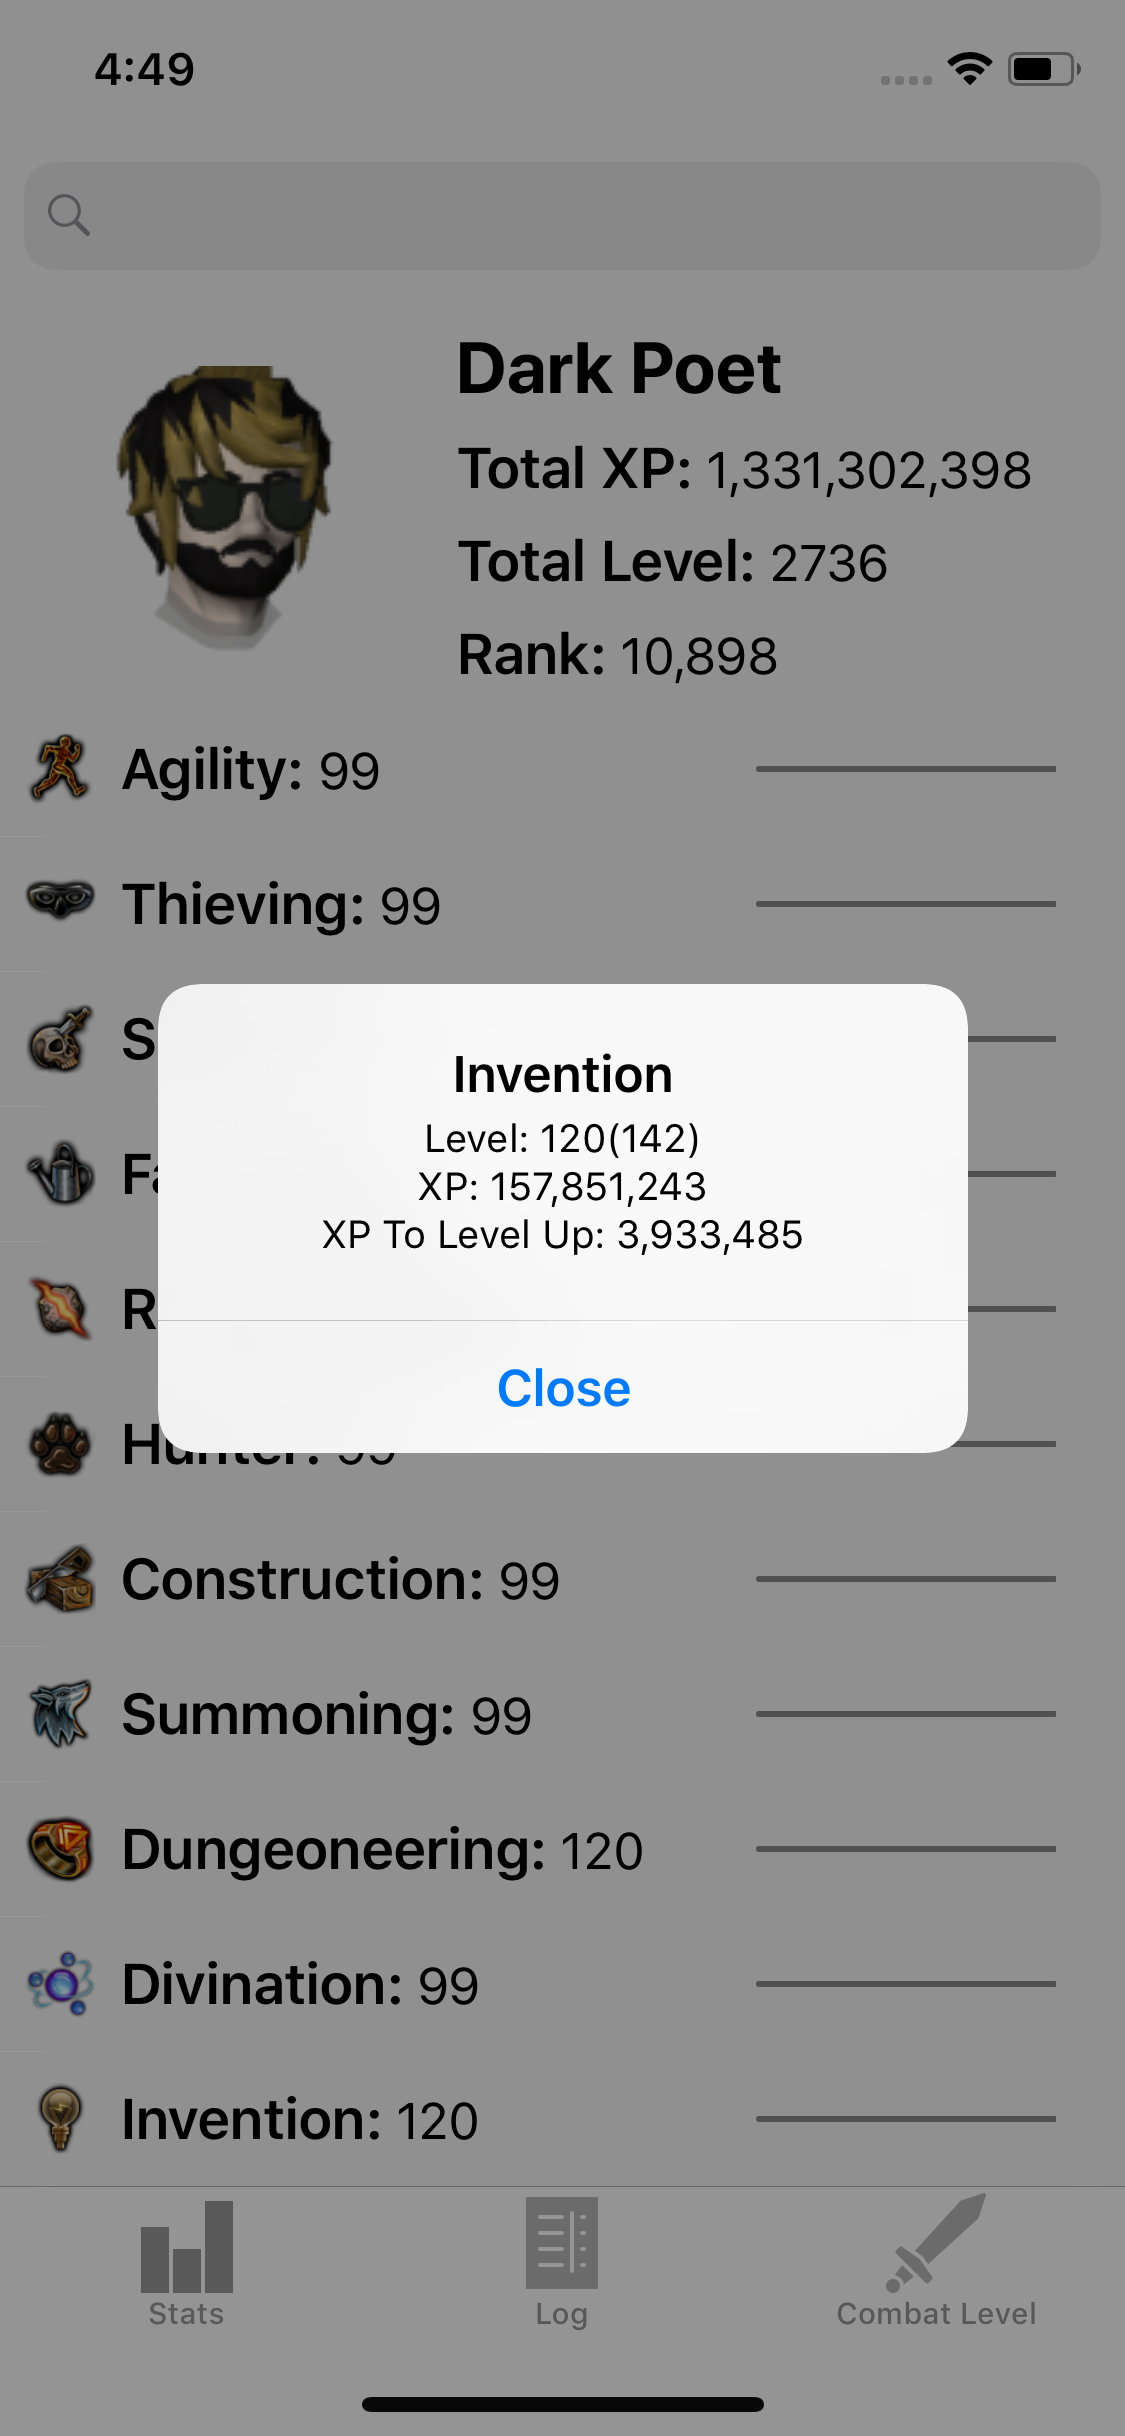 4:49
Dark Poet
Total XP: 1,331,302,398
Total Level: 2736
Rank: 10,898
Agility: 99
Thieving: 99
Invention
Level: 120(142)
XP: 157,851,243
XP To Level Up: 3,933,485
Close
Construction: 99
Summoning: 99
Dungeoneering: 120
Divination: 99
Invention: 120
Stats
Log
Combat Level